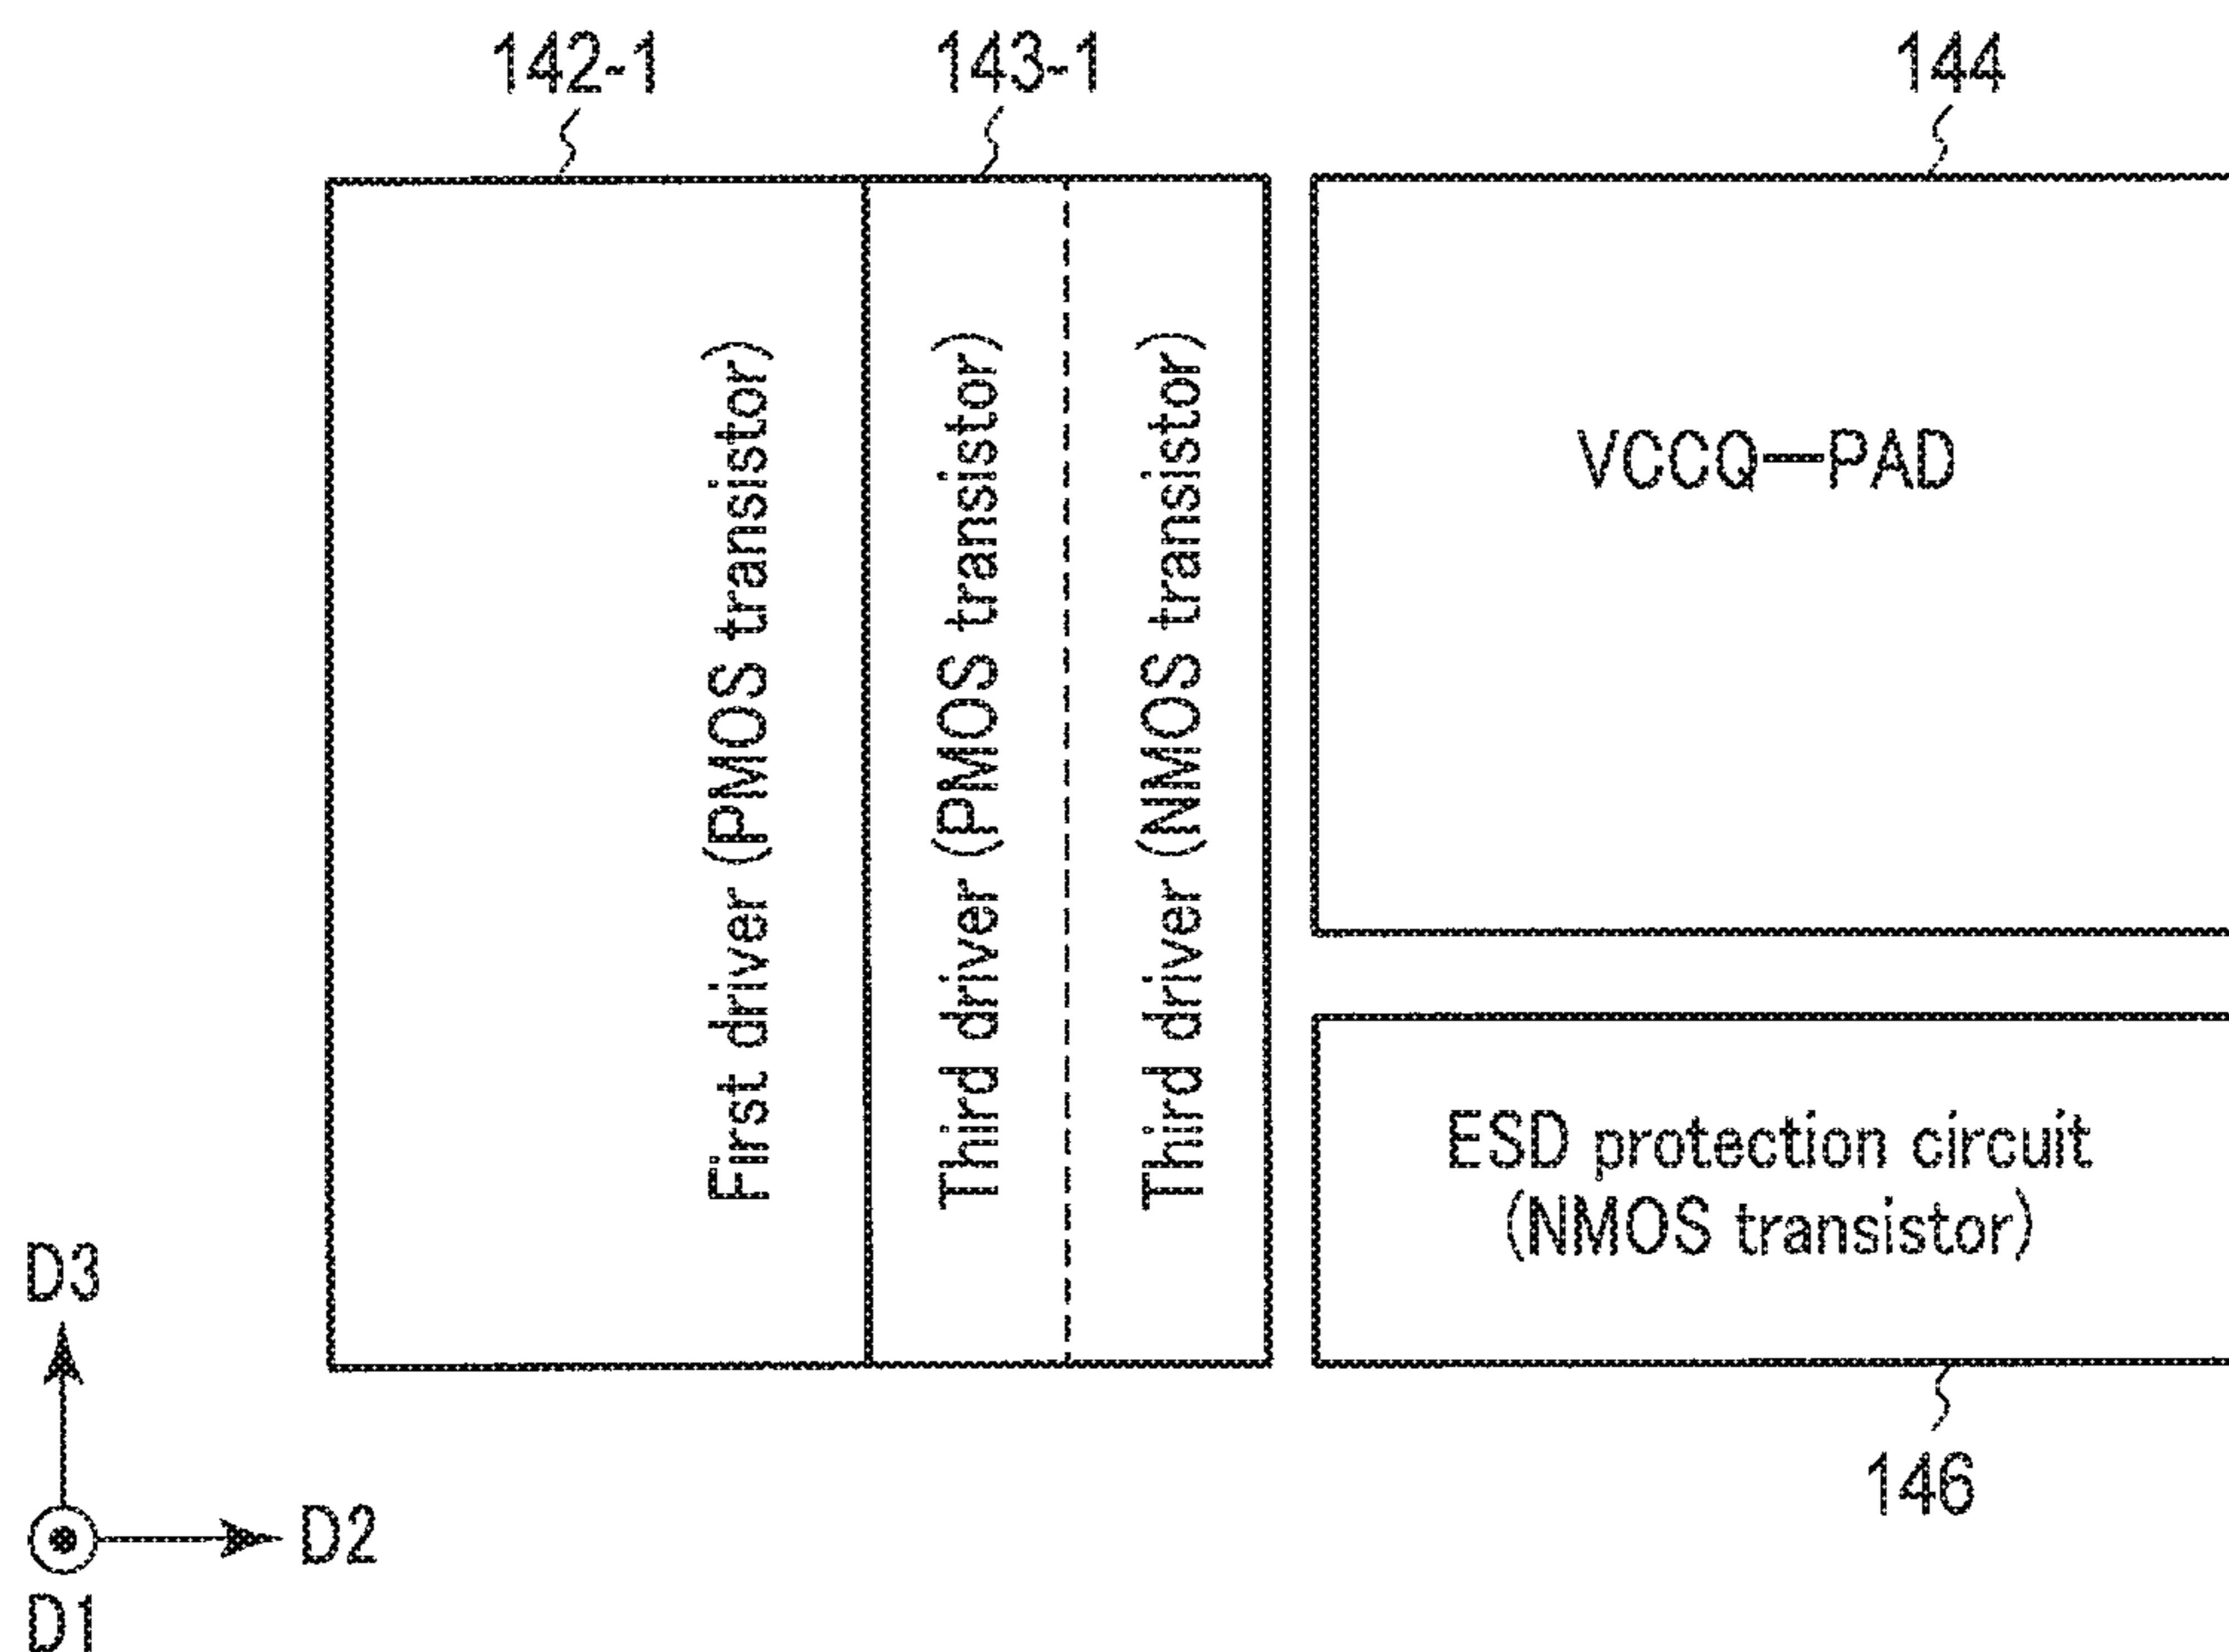 142-1
143-1
144
First driver (PMOS transistor)
Third driver (PMOS transistor)
Third driver (NMOS transistor)
VCCQ—PAD
ESD protection circuit
(NMOS transistor)
146
D3
D2
D1